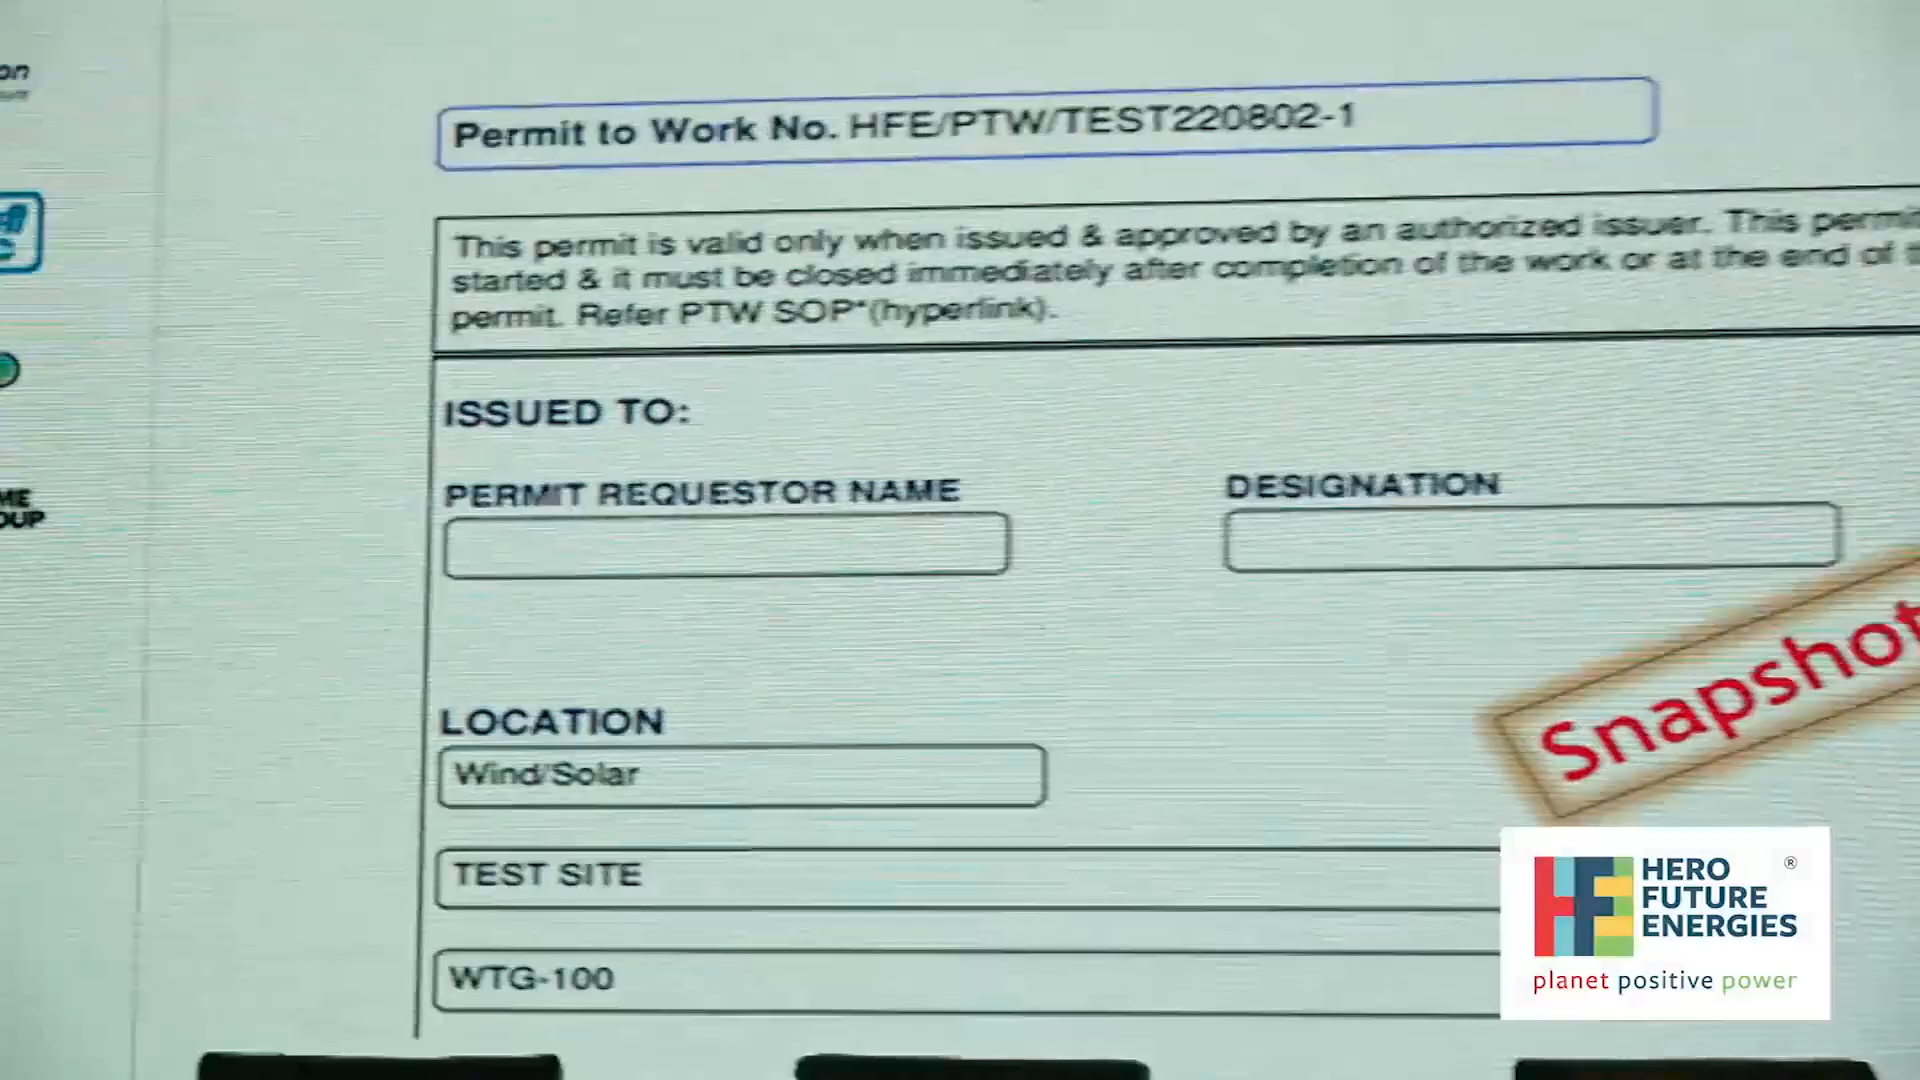 Permit to Work No. HFE/PTW/TEST220802-1
This permit is valid only when issued & approved by an authorized issuer. This permit
started & it must be closed immediately after completion of the work or at the end of
permit. Refer PTW SOP*(hyperlink).
ISSUED TO:
PERMIT REQUESTOR NAME
DESIGNATION
LOCATION
Wind/Solar
TEST SITE
WTG-100
Snapshot
HERO ®
FUTURE
ENERGIES
planet positive power